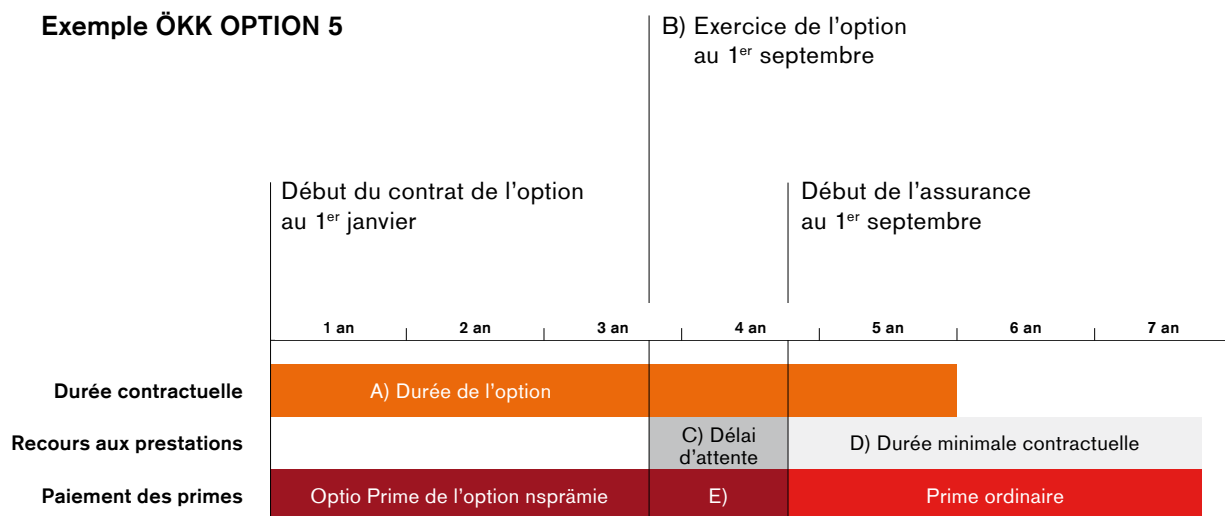 Exemple ÖKK OPTION 5
B) Exercice de l’option
au 1er septembre
Début du contrat de l’option
au 1er janvier
Début de l’assurance
au 1er septembre
1 an 2 an 3 an 4 an 5 an 6 an 7 an
Durée contractuelle A) Durée de l’option
Recours aux prestations C) Délai
d’attente D) Durée minimale contractuelle
Paiement des primes Optio Prime de l’option nsprämie E) Prime ordinaire